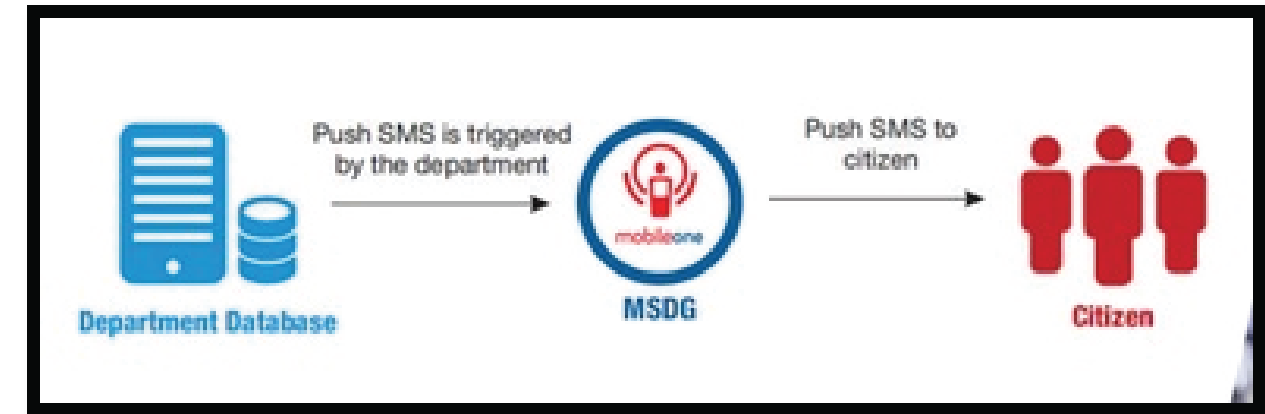 Push SMS is triggered
by the department
Push SMS to
citizen
mobileone
Department Database
MSDG
Citizen